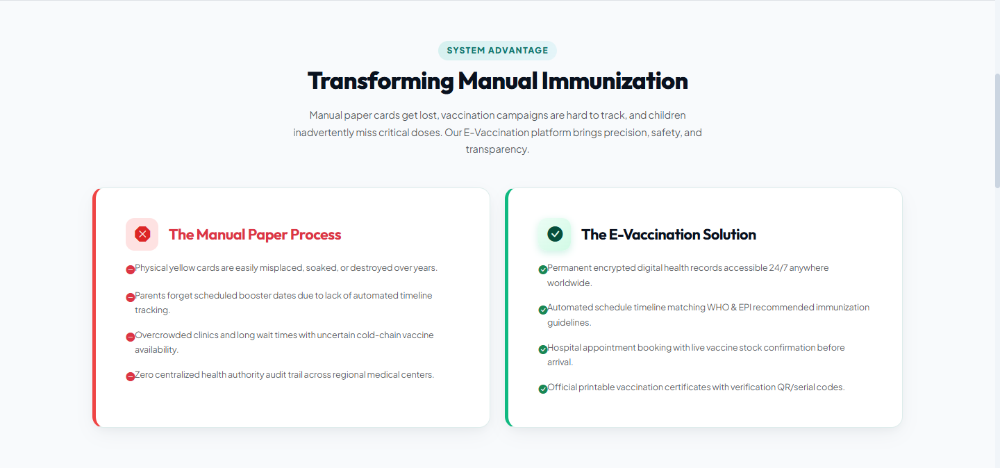 SYSTEM ADVANTAGE
Transforming Manual Immunization
Manual paper cards get lost, vaccination campaigns are hard to track, and children
inadvertently miss critical doses. Our E-Vaccination platform brings precision, safety, and
transparency.
The Manual Paper Process
Physical yellow cards are easily misplaced, soaked, or destroyed over years.
Parents forget scheduled booster dates due to lack of automated timeline
tracking.
Overcrowded clinics and long wait times with uncertain cold-chain vaccine
availability.
Zero centralized health authority audit trail across regional medical centers.
The E-Vaccination Solution
Permanent encrypted digital health records accessible 24/7 anywhere
worldwide.
Automated schedule timeline matching WHO & EPI recommended immunization
guidelines.
Hospital appointment booking with live vaccine stock confirmation before
arrival.
Official printable vaccination certificates with verification QR/serial codes.